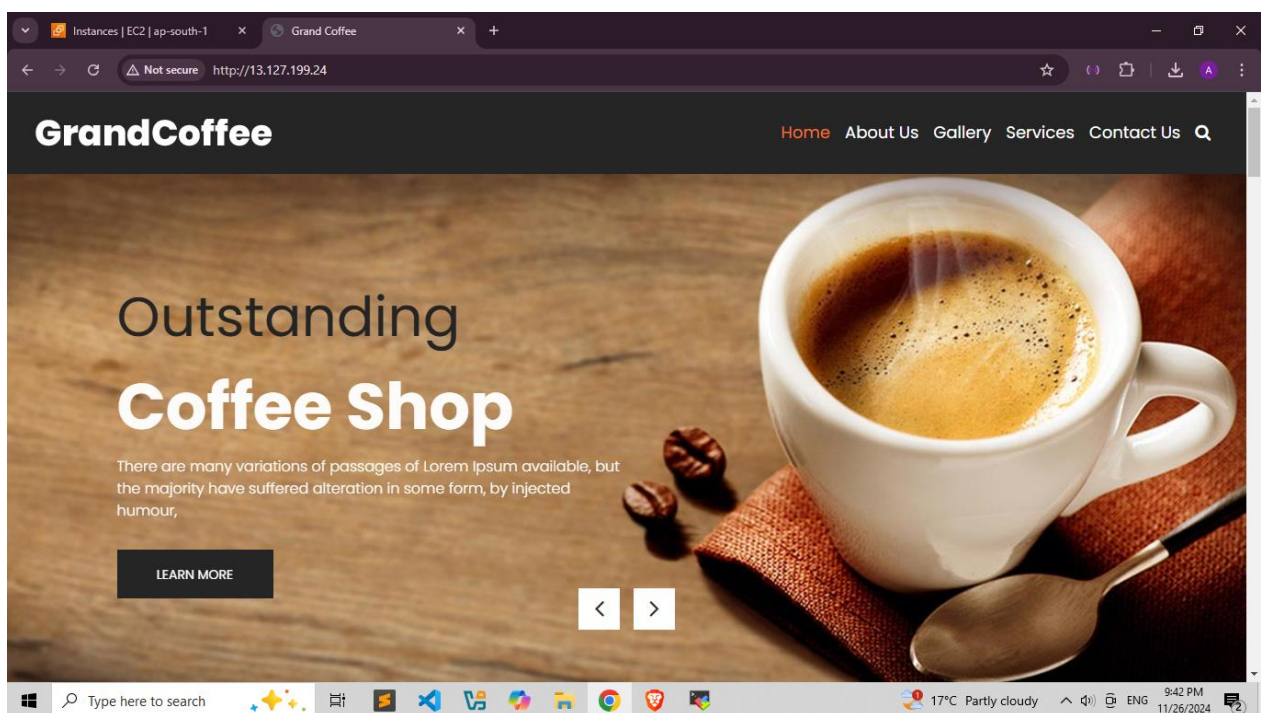 Instances | EC2 | ap-south-1
Grand Coffee
Not secure
http://13.127.199.24
A
GrandCoffee
Home About Us Gallery Services Contact Us
Outstanding
Coffee Shop
There are many variations of passages of Lorem Ipsum available, but
the majority have suffered alteration in some form, by injected
humour,
LEARN MORE
Type here to search
17°C Partly cloudy
ENG
9:42 PM
11/26/2024
2